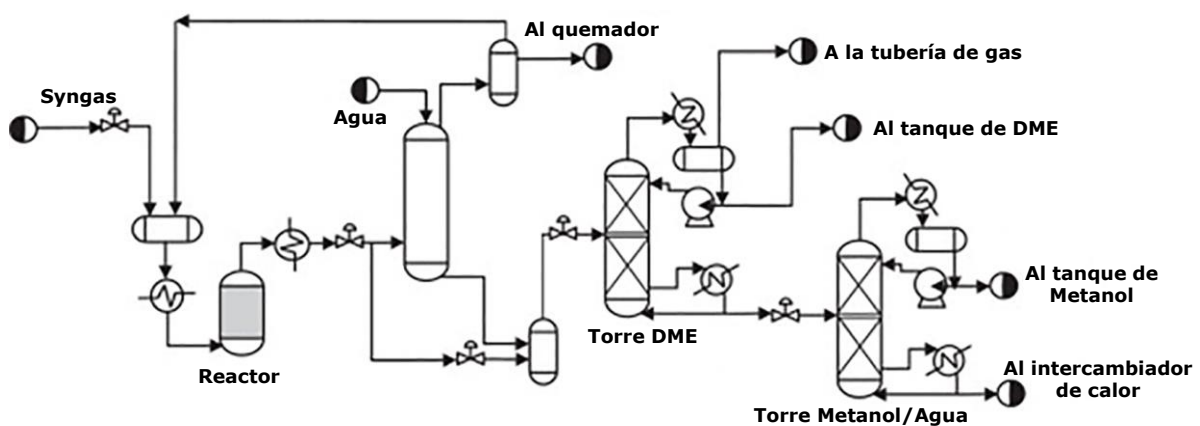 Al quemador
A la tubería de gas
Syngas
Agua
Al tanque de DME
Al tanque de
Metanol
Torre DME
Reactor
Al intercambiador
de calor
Torre Metanol/Agua